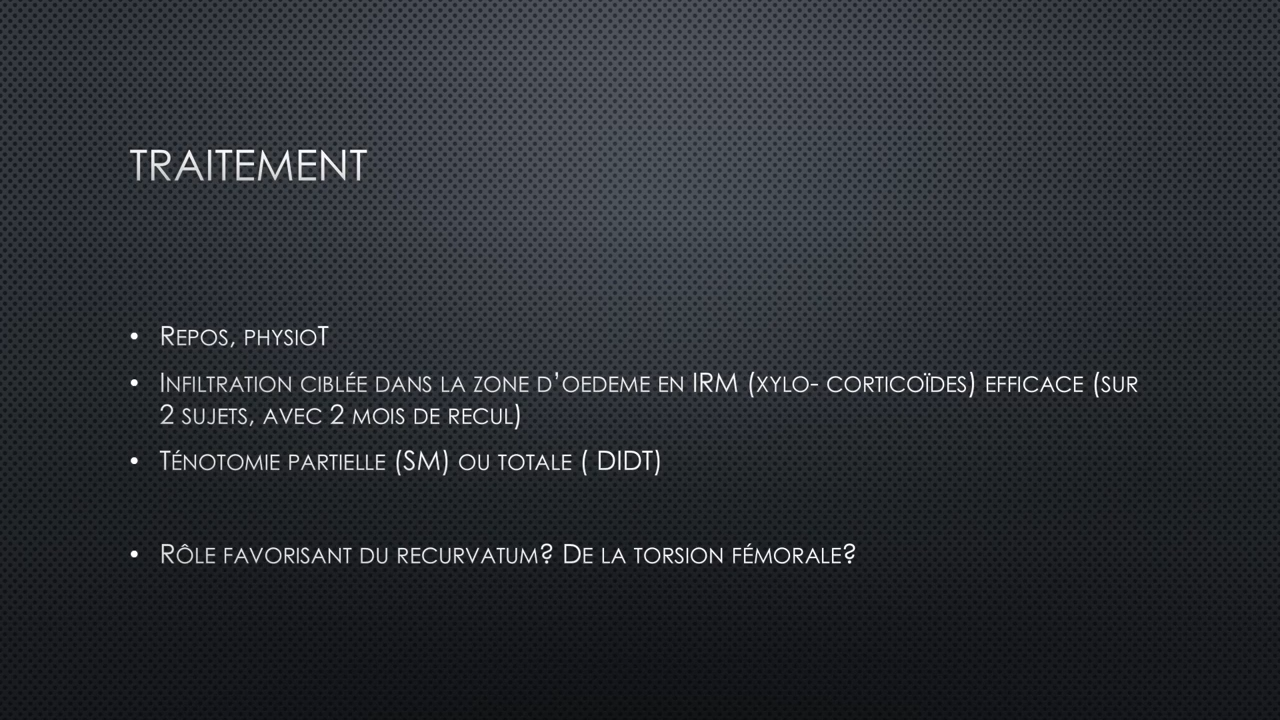 TRAITEMENT
• REPOS, PHYSIOT
• INFILTRATION CIBLÉE DANS LA ZONE D’OEDEME EN IRM (XYLO- CORTICOÏDES) EFFICACE (SUR
2 SUJETS, AVEC 2 MOIS DE RECUL)
• TÉNOTOMIE PARTIELLE (SM) OU TOTALE ( DIDT)
• RÔLE FAVORISANT DU RECURVATUM? DE LA TORSION FÉMORALE?